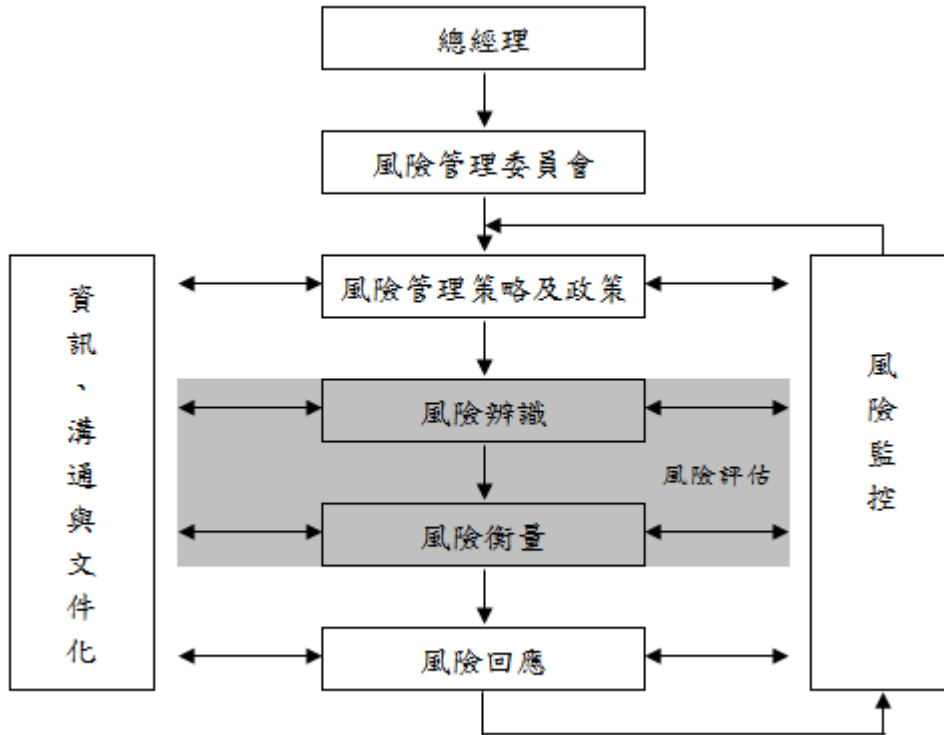 總經理
風險管理委員會
風險管理策略及政策
資訊、溝通與文件化
風險監控
風險辨識
風險評估
風險衡量
風險回應